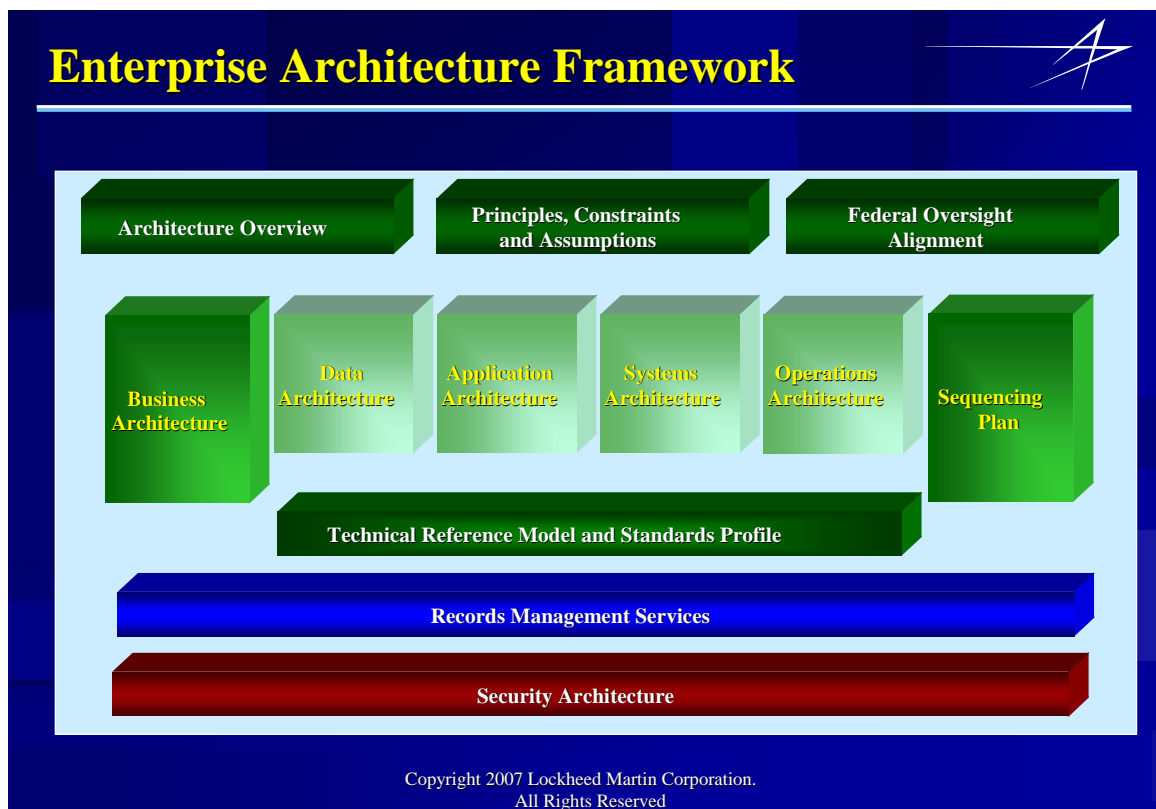 Enterprise Architecture Framework
Architecture Overview
Principles, Constraints
and Assumptions
Federal Oversight
Alignment
Business
Architecture
Data
Architecture
Application
Architecture
Systems
Architecture
Operations
Architecture
Sequencing
Plan
Technical Reference Model and Standards Profile
Records Management Services
Security Architecture
Copyright 2007 Lockheed Martin Corporation.
All Rights Reserved